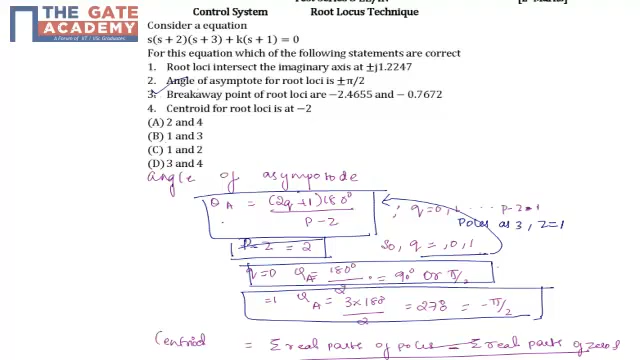 THE GATE ACADEMY
A Forum of IIT / IISc Graduates
Control System Root Locus Technique
Consider a equation
s(s + 2)(s + 3) + k(s + 1) = 0
For this equation which of the following statements are correct
1. Root loci intersect the imaginary axis at ±j1.2247
2. Angle of asymptote for root loci is ±π/2
3. Breakaway point of root loci are −2.4655 and − 0.7672
4. Centroid for root loci is at −2
(A) 2 and 4
(B) 1 and 3
(C) 1 and 2
(D) 3 and 4
Angle of asymptode
θA = (2q+1)180° / P-Z ; q=0,1 ... P-Z-1
Poles as 3, Z=1
P-Z = 2 So, q = ,0,1
q=0 φA = 180°/2 = 90° or π/2
=1 φA = 3×180/2 = 270 = -π/2
Centroid = Σ real parts of poles - Σ real parts of zeros